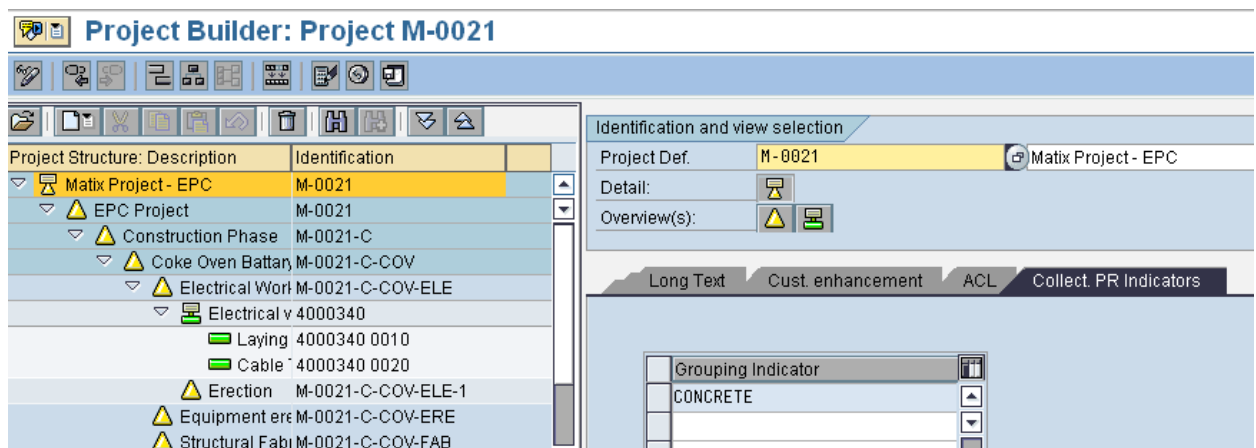 Project Builder: Project M-0021
Identification and view selection
Project Structure: Description Identification
Project Def. M-0021 Matix Project - EPC
Matix Project - EPC M-0021
Detail:
EPC Project M-0021
Overview(s):
Construction Phase M-0021-C
Coke Oven Battary M-0021-C-COV
Long Text Cust. enhancement ACL Collect. PR Indicators
Electrical Worl M-0021-C-COV-ELE
Electrical v 4000340
Laying 4000340 0010
Cable 4000340 0020
Grouping Indicator
Erection M-0021-C-COV-ELE-1
CONCRETE
Equipment ere M-0021-C-COV-ERE
Structural Fabi M-0021-C-COV-FAB